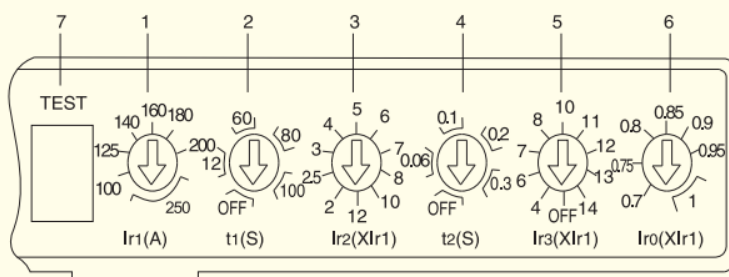 7 1 2 3 4 5 6
TEST
100 125 140 160 180 200 250
Ir1(A)
OFF 12 60 80 100
t1(S)
2 2.5 3 4 5 6 7 8 10 12
Ir2(XIr1)
OFF 0.06 0.1 0.2 0.3
t2(S)
4 6 7 8 10 11 12 13 14 OFF
Ir3(XIr1)
0.7 0.75 0.8 0.85 0.9 0.95 1
Ir0(XIr1)